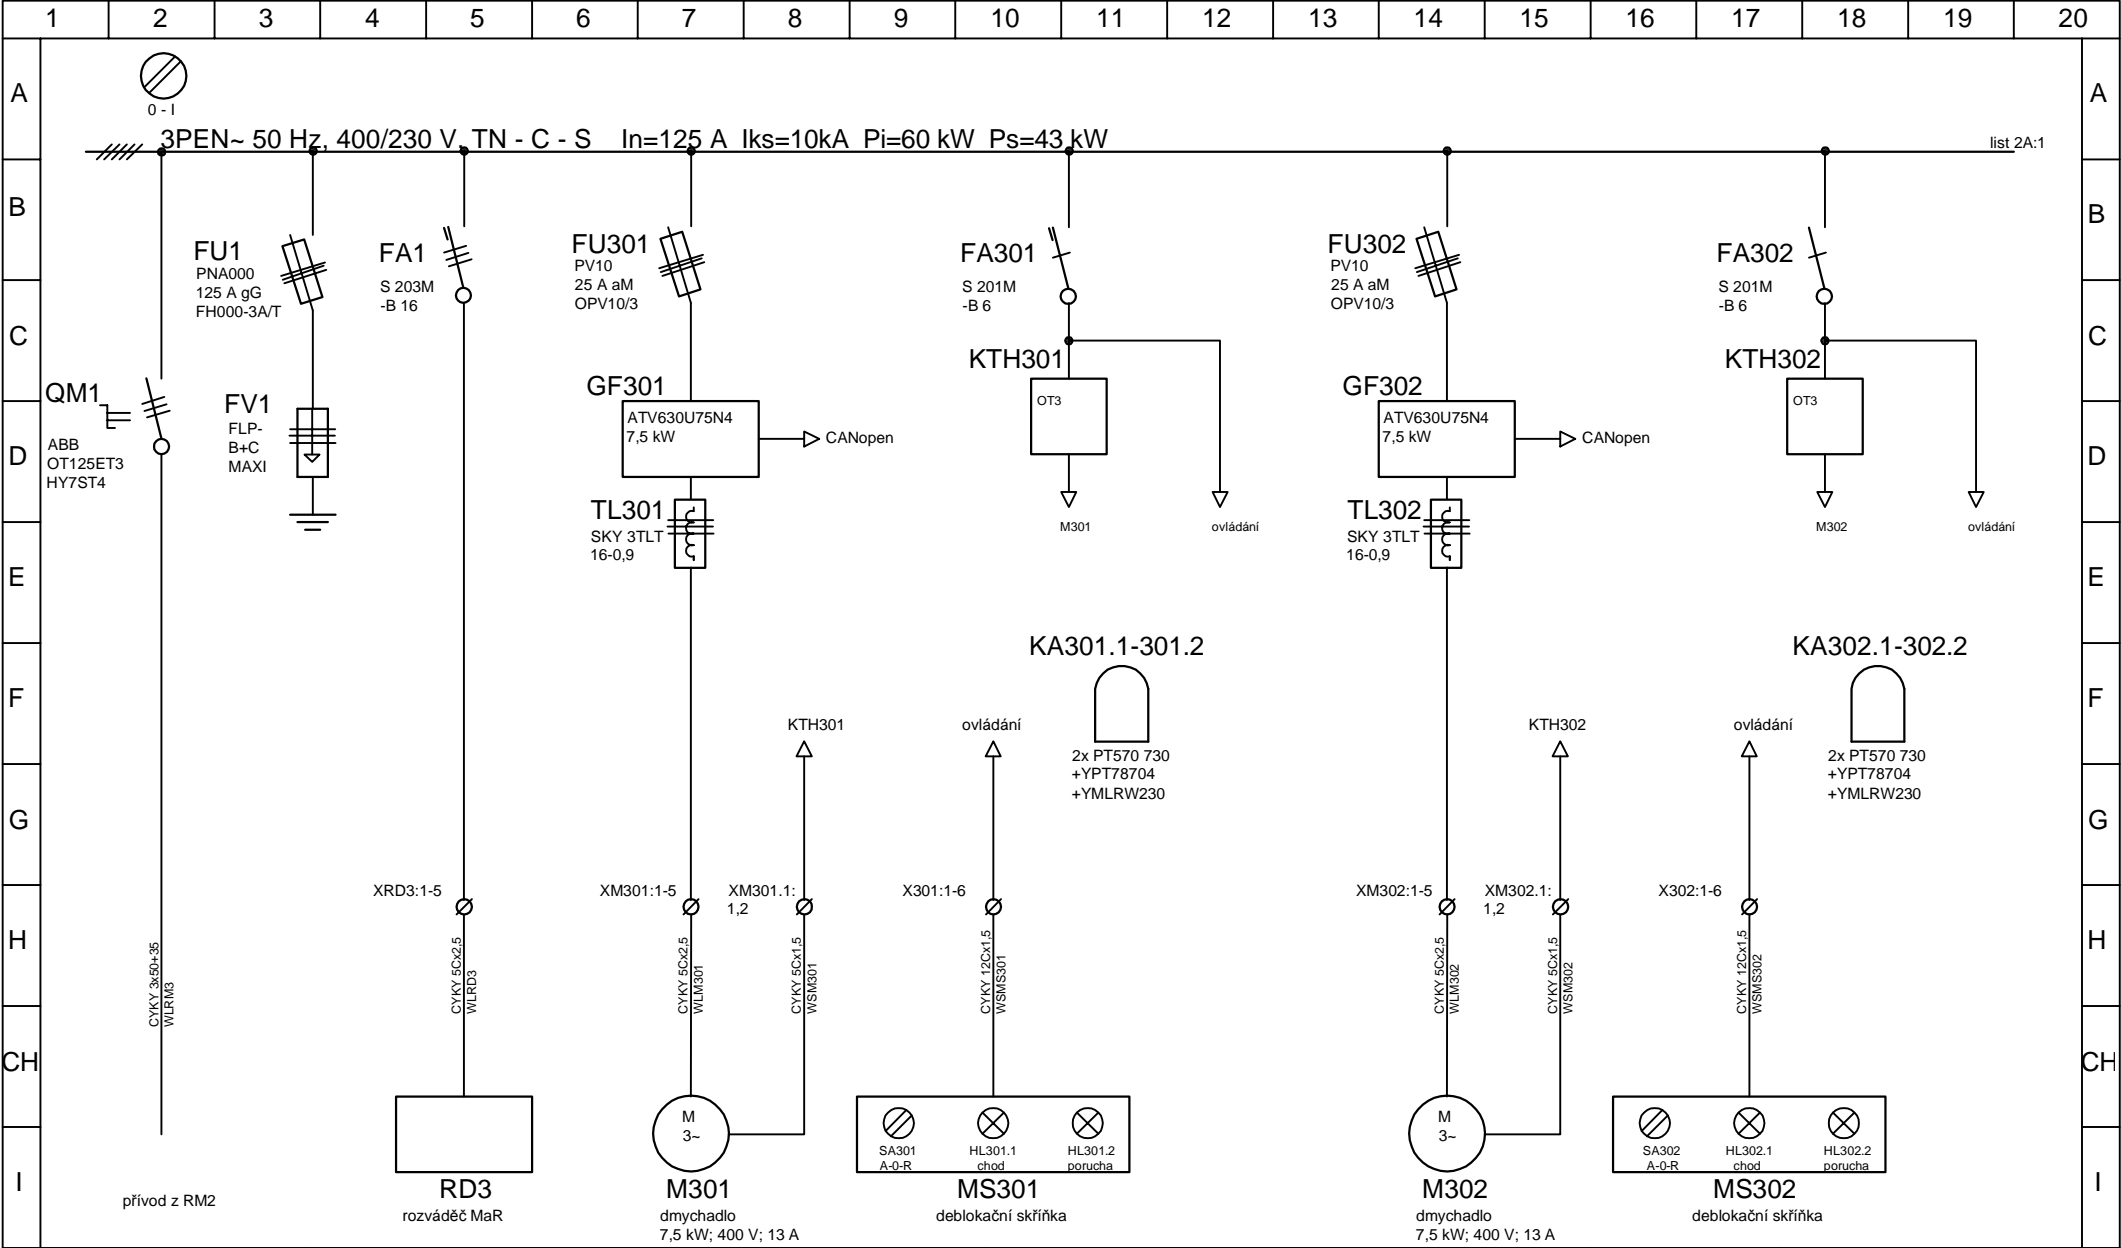 1 2 3 4 5 6 7 8 9 10 11 12 13 14 15 16 17 18 19 20
A A
0 - I
3PEN~ 50 Hz, 400/230 V, TN - C - S In=125 A Iks=10kA Pi=60 kW Ps=43 kW
list 2A:1
B B
FU1
PNA000
125 A gG
FH000-3A/T
FA1
S 203M
-B 16
FU301
PV10
25 A aM
OPV10/3
FA301
S 201M
-B 6
FU302
PV10
25 A aM
OPV10/3
FA302
S 201M
-B 6
C C
QM1
ABB
OT125ET3
HY7ST4
FV1
FLP-
B+C
MAXI
GF301
ATV630U75N4
7,5 kW
CANopen
KTH301
OT3
M301
ovládání
GF302
ATV630U75N4
7,5 kW
CANopen
KTH302
OT3
M302
ovládání
D D
TL301
SKY 3TLT
16-0,9
TL302
SKY 3TLT
16-0,9
E E
KA301.1-301.2
2x PT570 730
+YPT78704
+YMLRW230
KA302.1-302.2
2x PT570 730
+YPT78704
+YMLRW230
F F
KTH301
ovládání
KTH302
ovládání
G G
XRD3:1-5
XM301:1-5
XM301.1:
1,2
X301:1-6
XM302:1-5
XM302.1:
1,2
X302:1-6
H H
CYKY 3x50+35
WLRM3
CYKY 5Cx2,5
WLRD3
CYKY 5Cx2,5
WLM301
CYKY 5Cx1,5
WSM301
CYKY 12Cx1,5
WSMS301
CYKY 5Cx2,5
WLM302
CYKY 5Cx1,5
WSM302
CYKY 12Cx1,5
WSMS302
CH CH
M
3~
SA301
A-0-R
HL301.1
chod
HL301.2
porucha
M
3~
SA302
A-0-R
HL302.1
chod
HL302.2
porucha
I I
přívod z RM2
RD3
rozváděč MaR
M301
dmychadlo
7,5 kW; 400 V; 13 A
MS301
deblokační skříňka
M302
dmychadlo
7,5 kW; 400 V; 13 A
MS302
deblokační skříňka